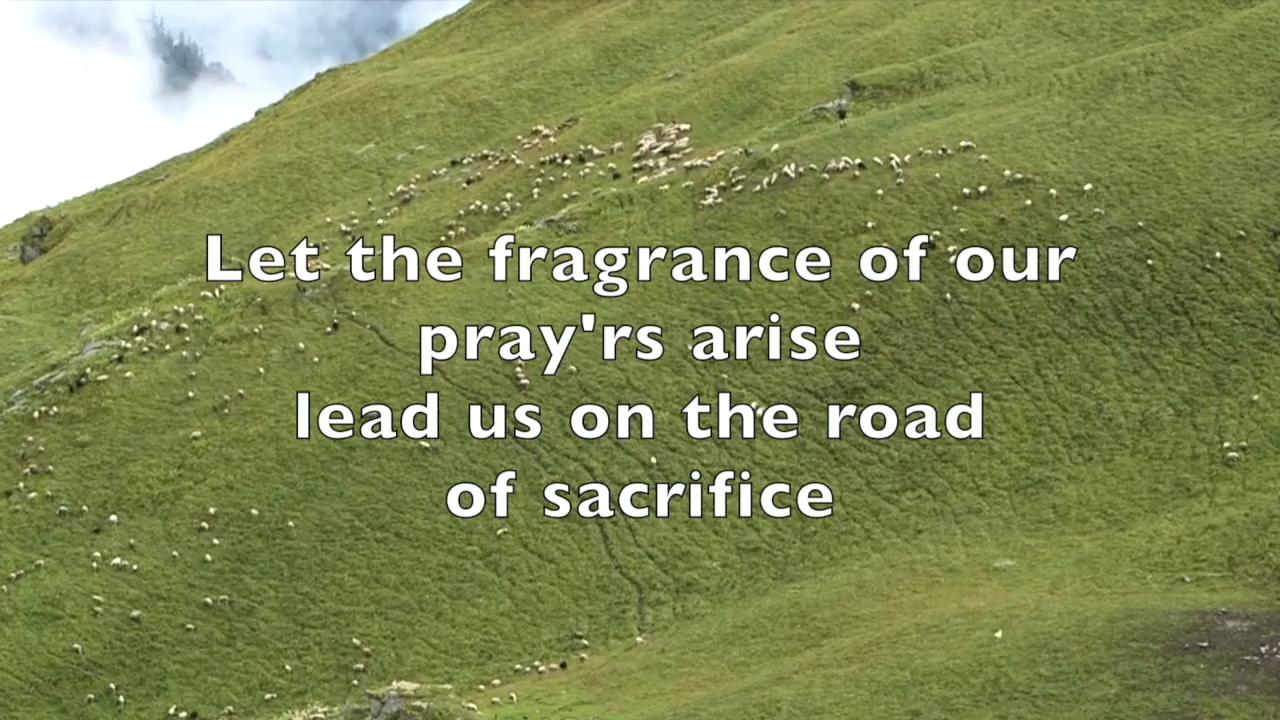 Let the fragrance of our
pray'rs arise
lead us on the road
of sacrifice